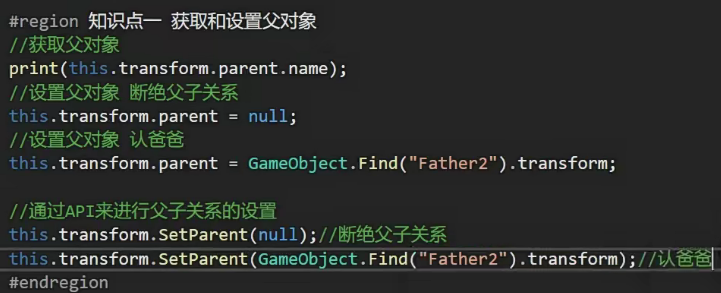 #region 知识点一 获取和设置父对象
//获取父对象
print(this.transform.parent.name);
//设置父对象 断绝父子关系
this.transform.parent = null;
//设置父对象 认爸爸
this.transform.parent = GameObject.Find("Father2").transform;
//通过API来进行父子关系的设置
this.transform.SetParent(null);//断绝父子关系
this.transform.SetParent(GameObject.Find("Father2").transform);//认爸爸
#endregion